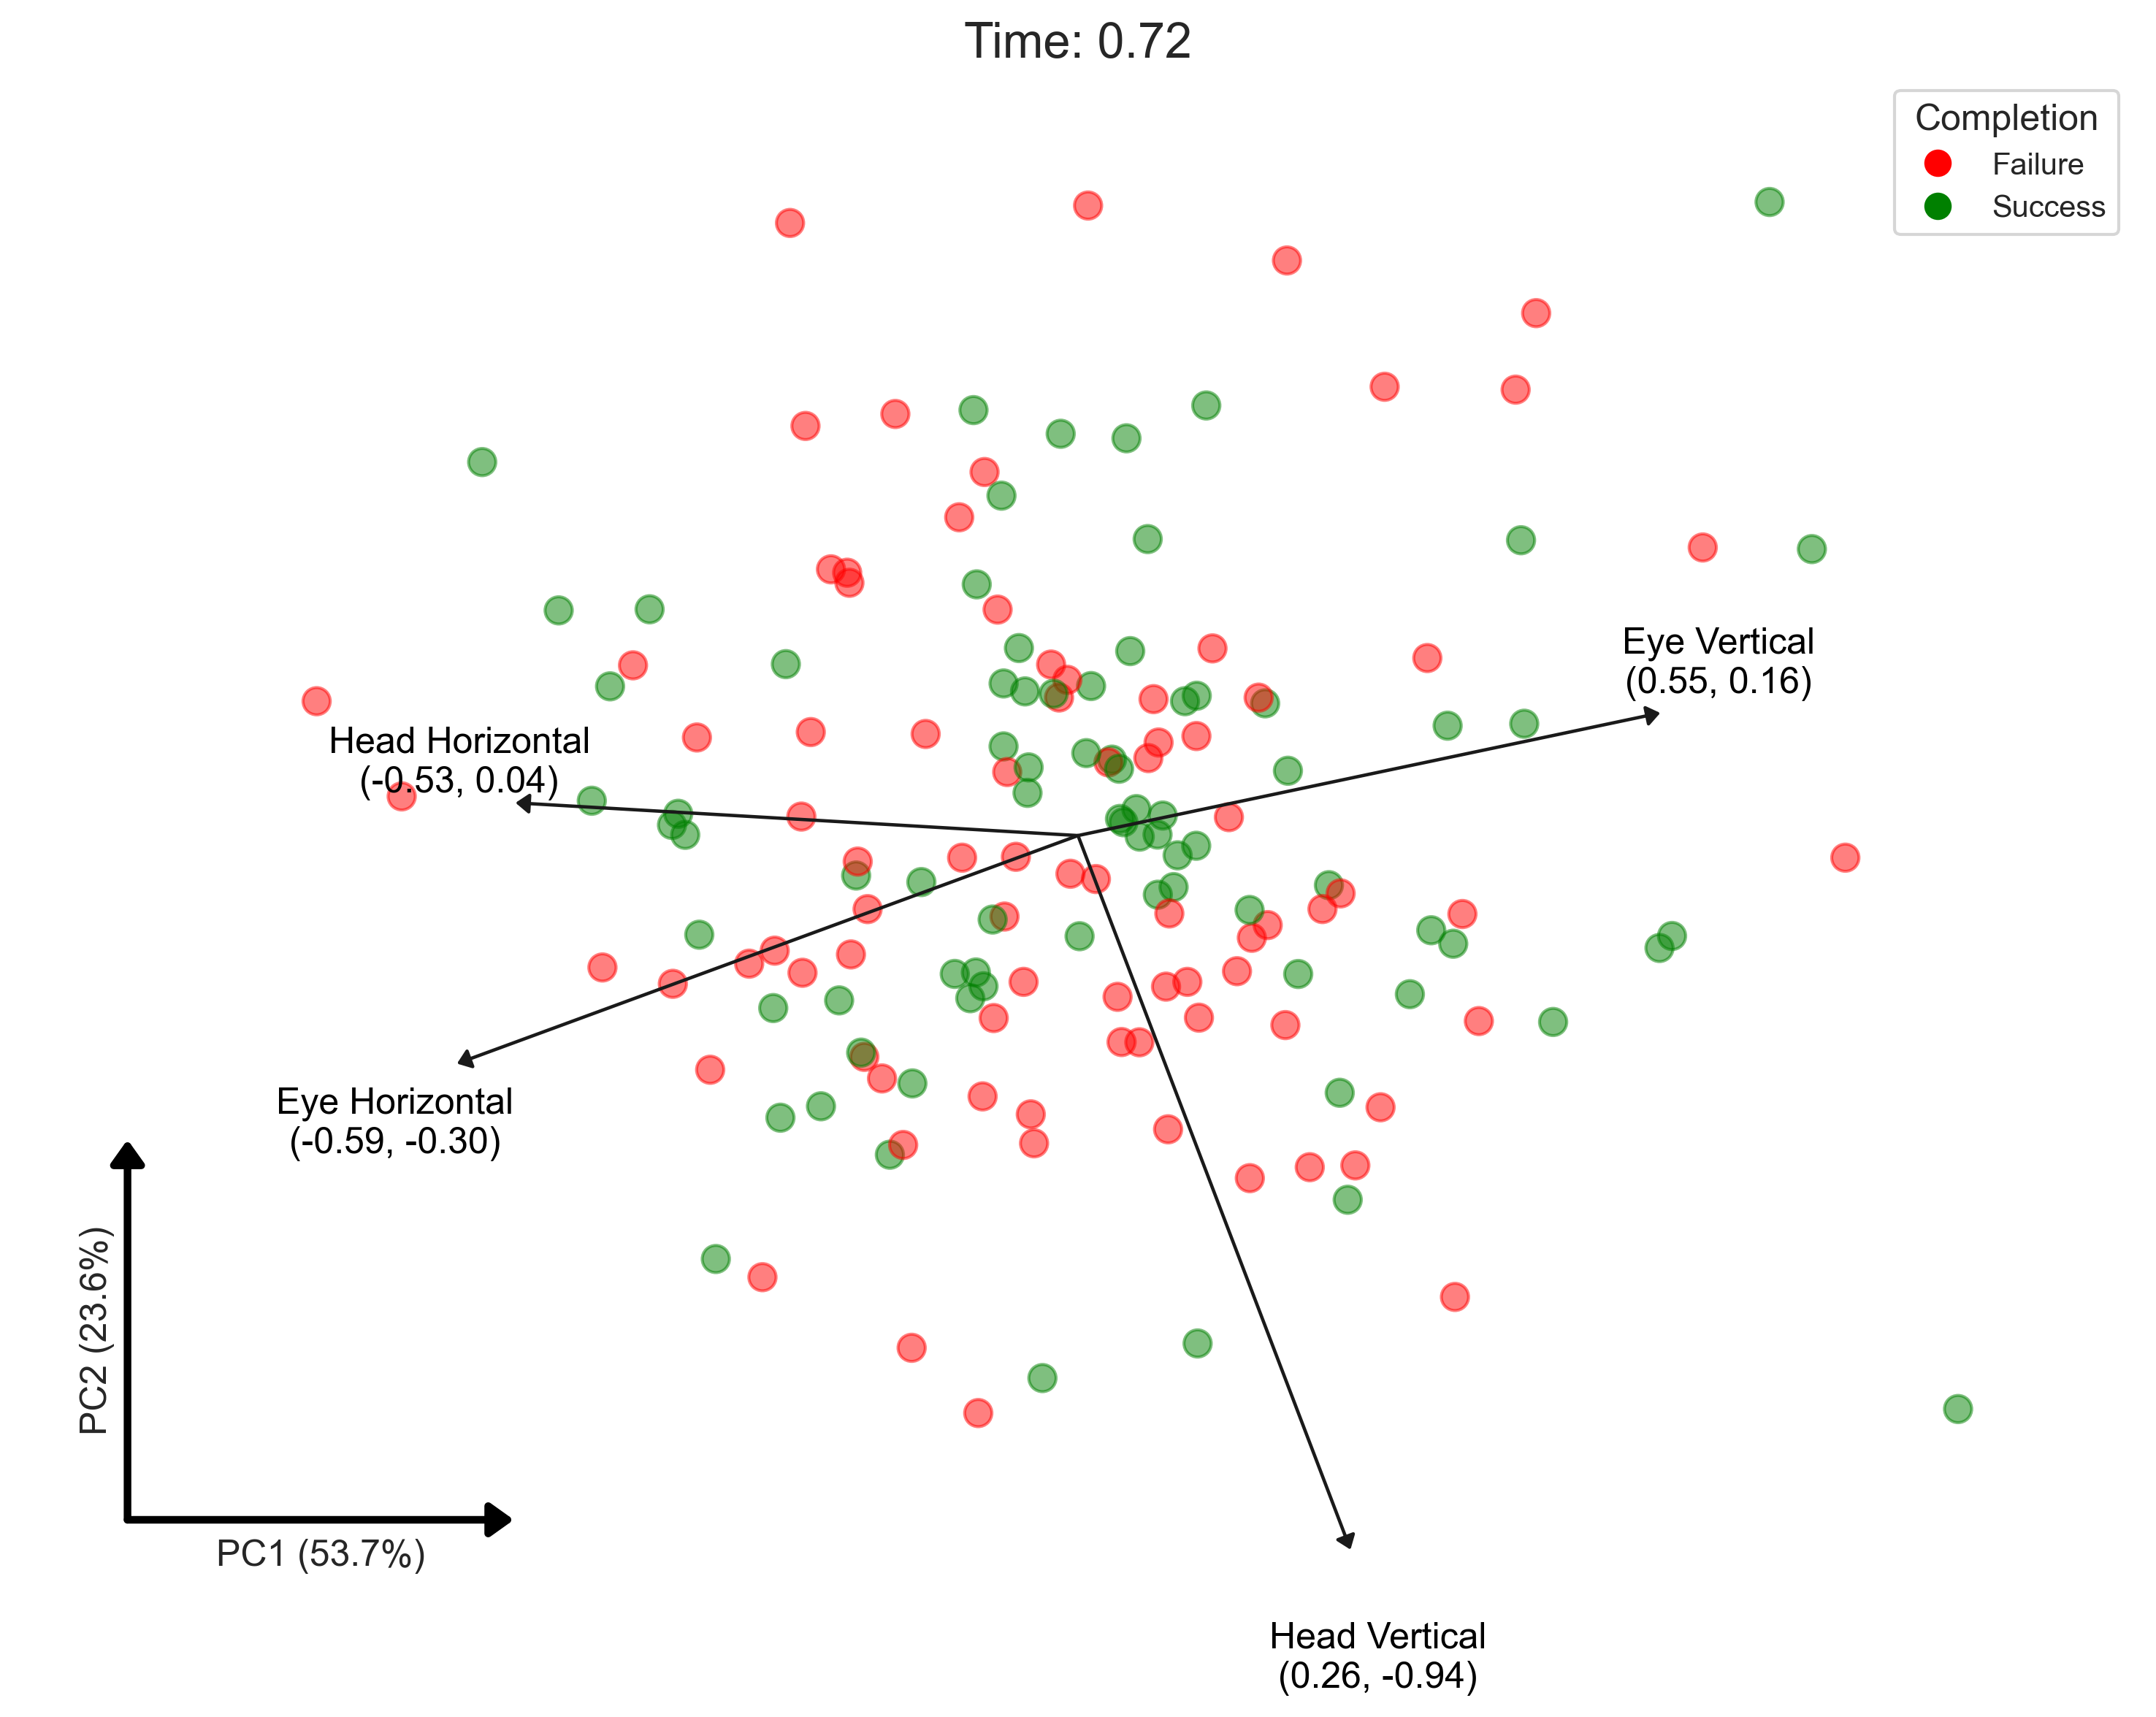 Time: 0.72
Completion
Failure
Success
Eye Vertical
(0.55, 0.16)
Head Horizontal
(-0.53, 0.04)
Eye Horizontal
(-0.59, -0.30)
PC2 (23.6%)
PC1 (53.7%)
Head Vertical
(0.26, -0.94)